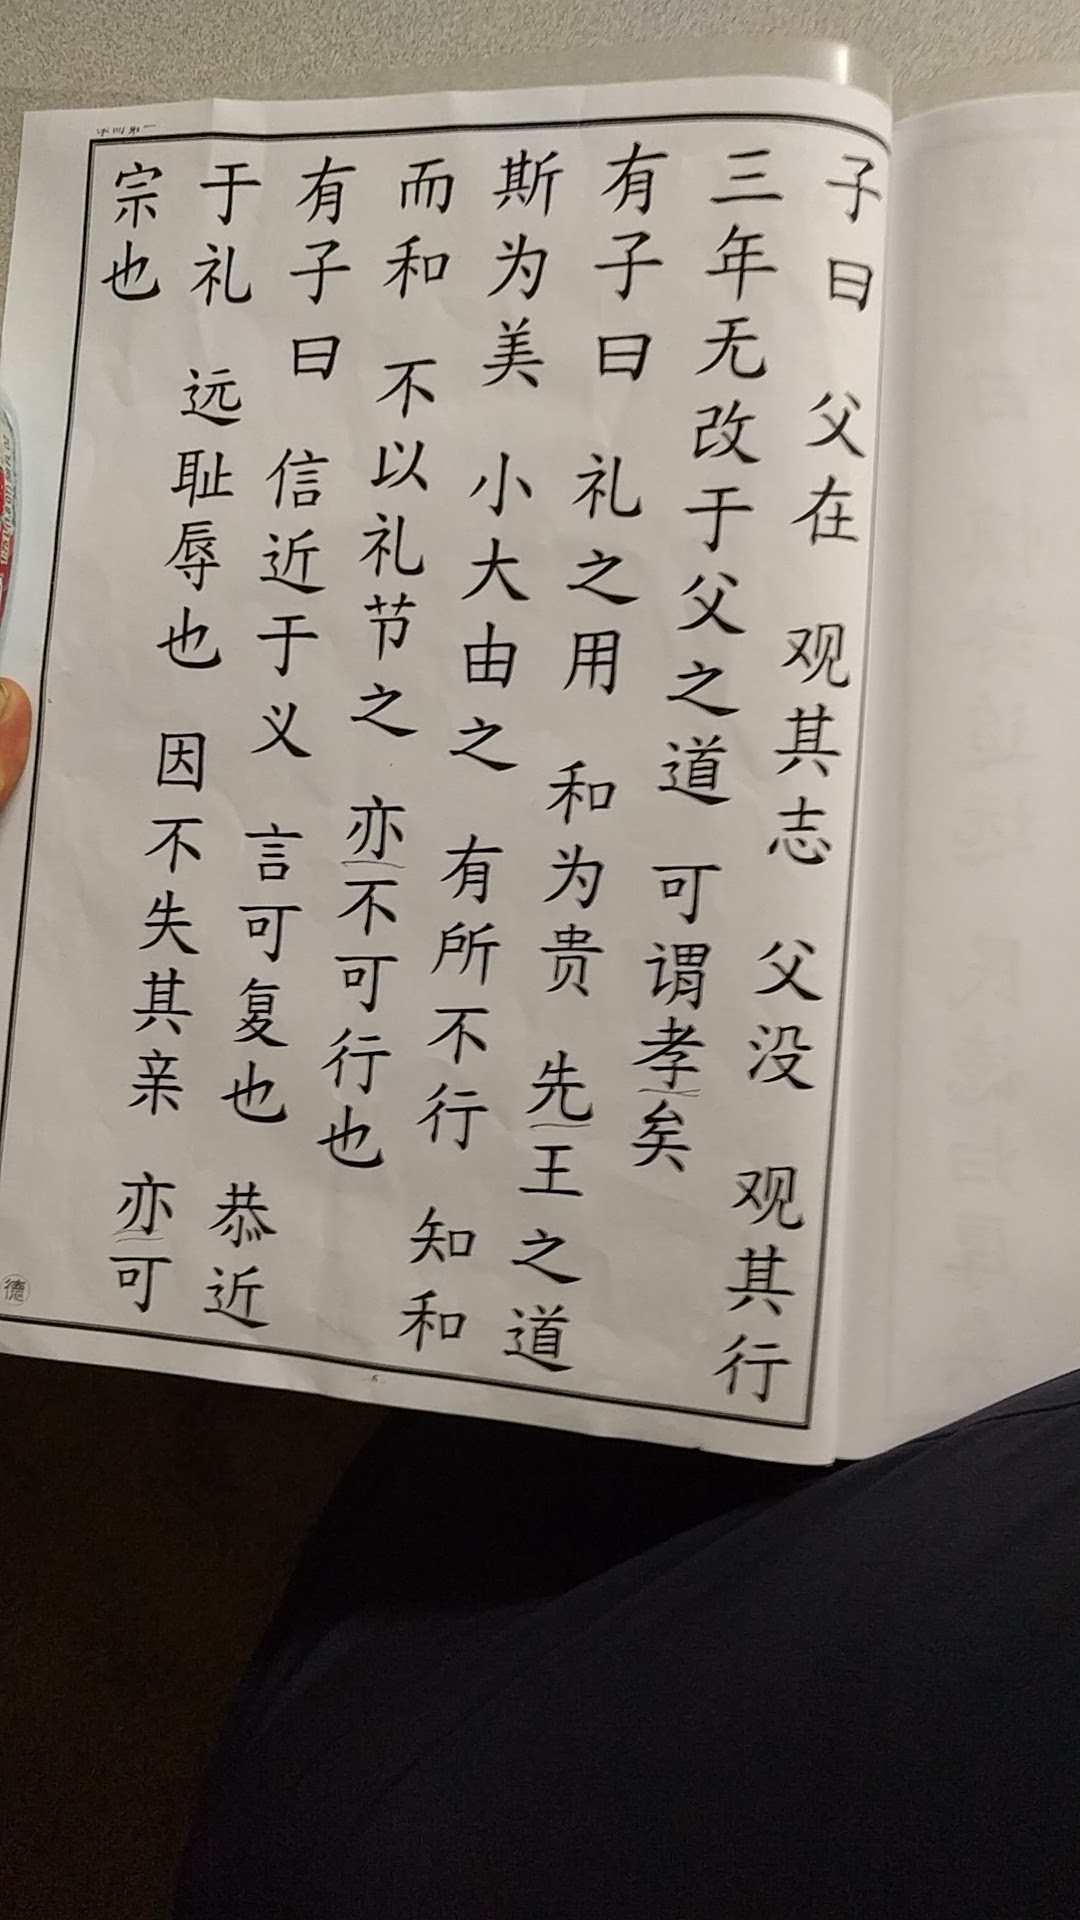 子曰 父在 观其志 父没 观其行
三年无改于父之道 可谓孝矣
有子曰 礼之用 和为贵 先王之道
斯为美 小大由之 有所不行 知和
而和 不以礼节之 亦不可行也
有子曰 信近于义 言可复也 恭近
于礼 远耻辱也 因不失其亲 亦可
宗也
德